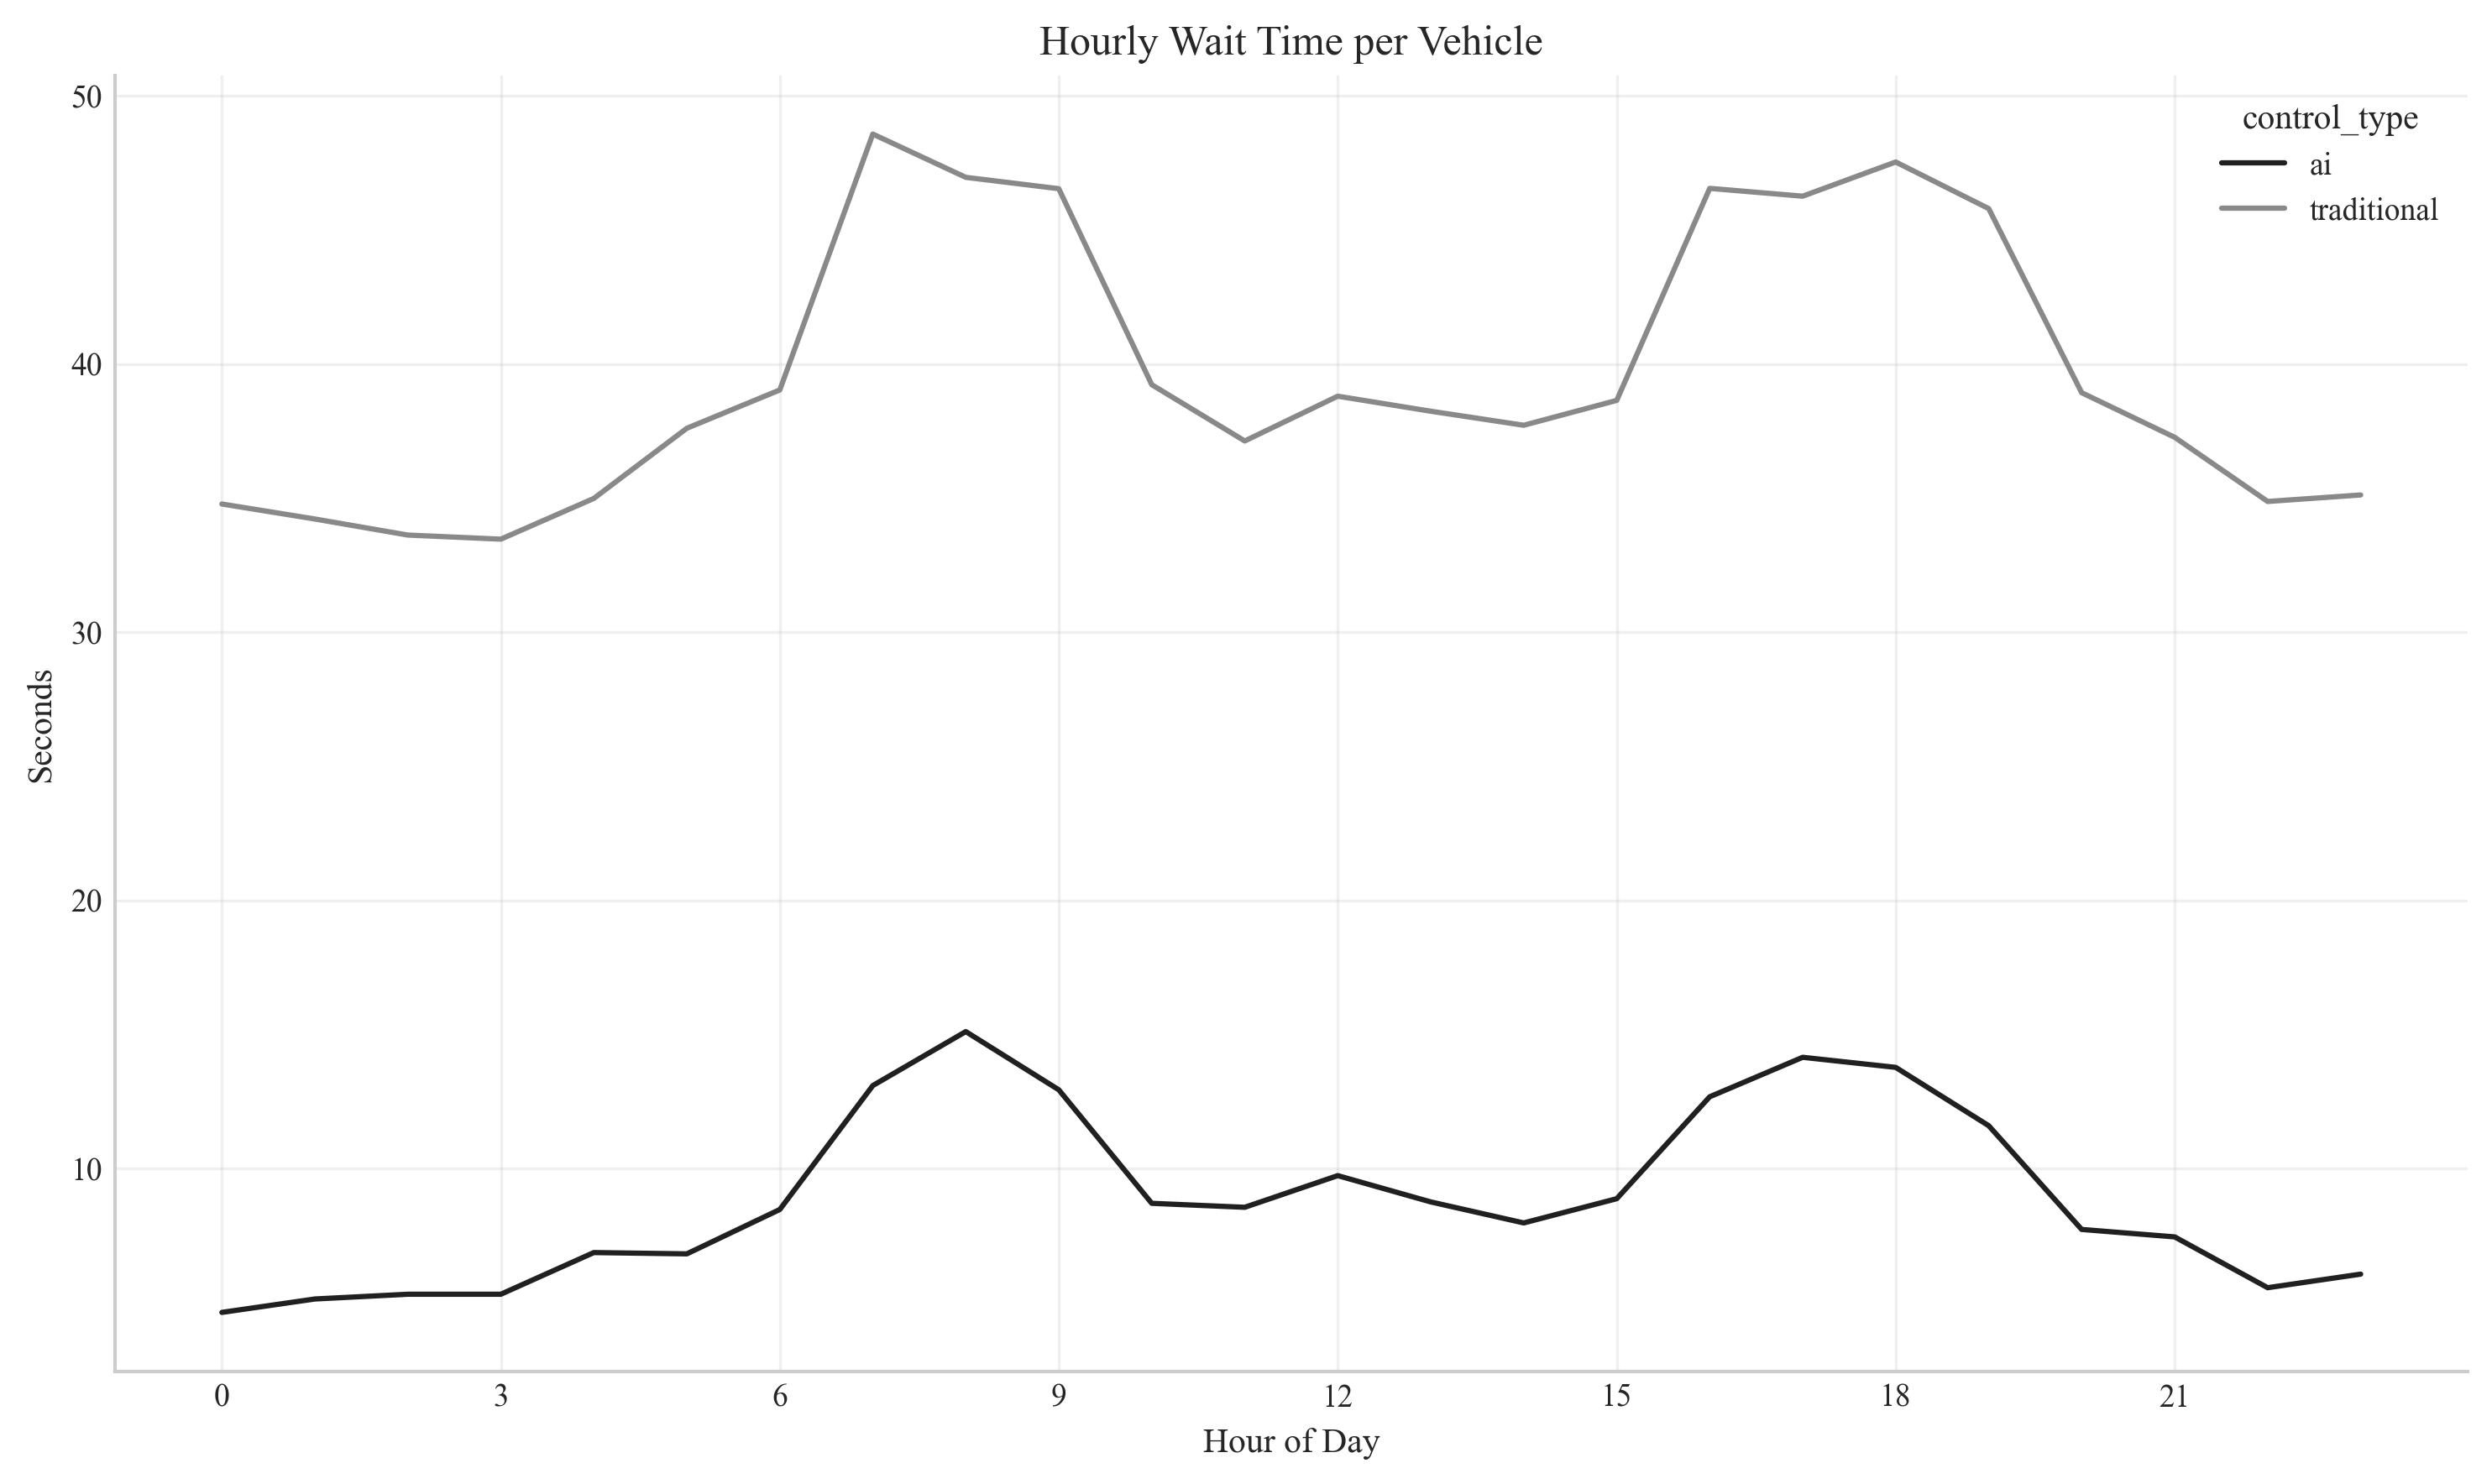 Hourly Wait Time per Vehicle
control_type
ai
traditional
Seconds
50
40
30
20
10
0 3 6 9 12 15 18 21
Hour of Day